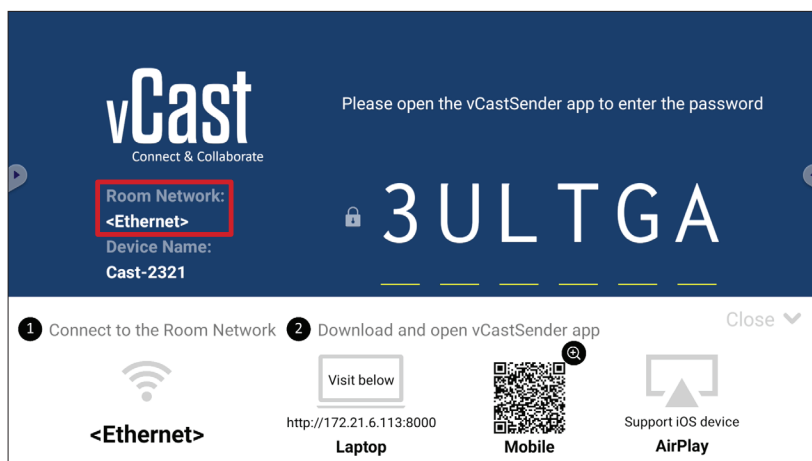 vCast
Connect & Collaborate
Please open the vCastSender app to enter the password
Room Network:
<Ethernet>
Device Name:
Cast-2321
3ULTGA
1 Connect to the Room Network
<Ethernet>
2 Download and open vCastSender app
Close
Visit below
http://172.21.6.113:8000
Laptop
Mobile
Support iOS device
AirPlay